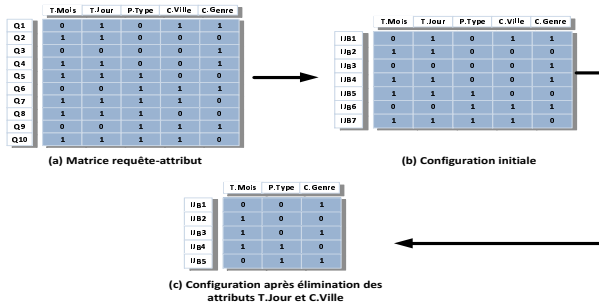 T.Mois T.Jour P.Type C.Ville C.Genre
Q1 0 1 0 1 1
Q2 1 1 0 0 0
Q3 0 0 0 0 1
Q4 1 1 0 0 1
Q5 1 1 1 0 0
Q6 0 0 1 1 1
Q7 1 1 1 1 0
Q8 1 1 1 0 0
Q9 0 0 1 1 1
Q10 1 1 1 1 0
(a) Matrice requête-attribut
T.Mois T.Jour P.Type C.Ville C.Genre
IJB1 0 1 0 1 1
IJB2 1 1 0 0 0
IJB3 0 0 0 0 1
IJB4 1 1 0 0 1
IJB5 1 1 1 0 0
IJB6 0 0 1 1 1
IJB7 1 1 1 1 0
(b) Configuration initiale
T.Mois P.Type C.Genre
IJB1 0 0 1
IJB2 1 0 0
IJB3 1 0 1
IJB4 1 1 0
IJB5 0 1 1
(c) Configuration après élimination des
attributs T.Jour et C.Ville